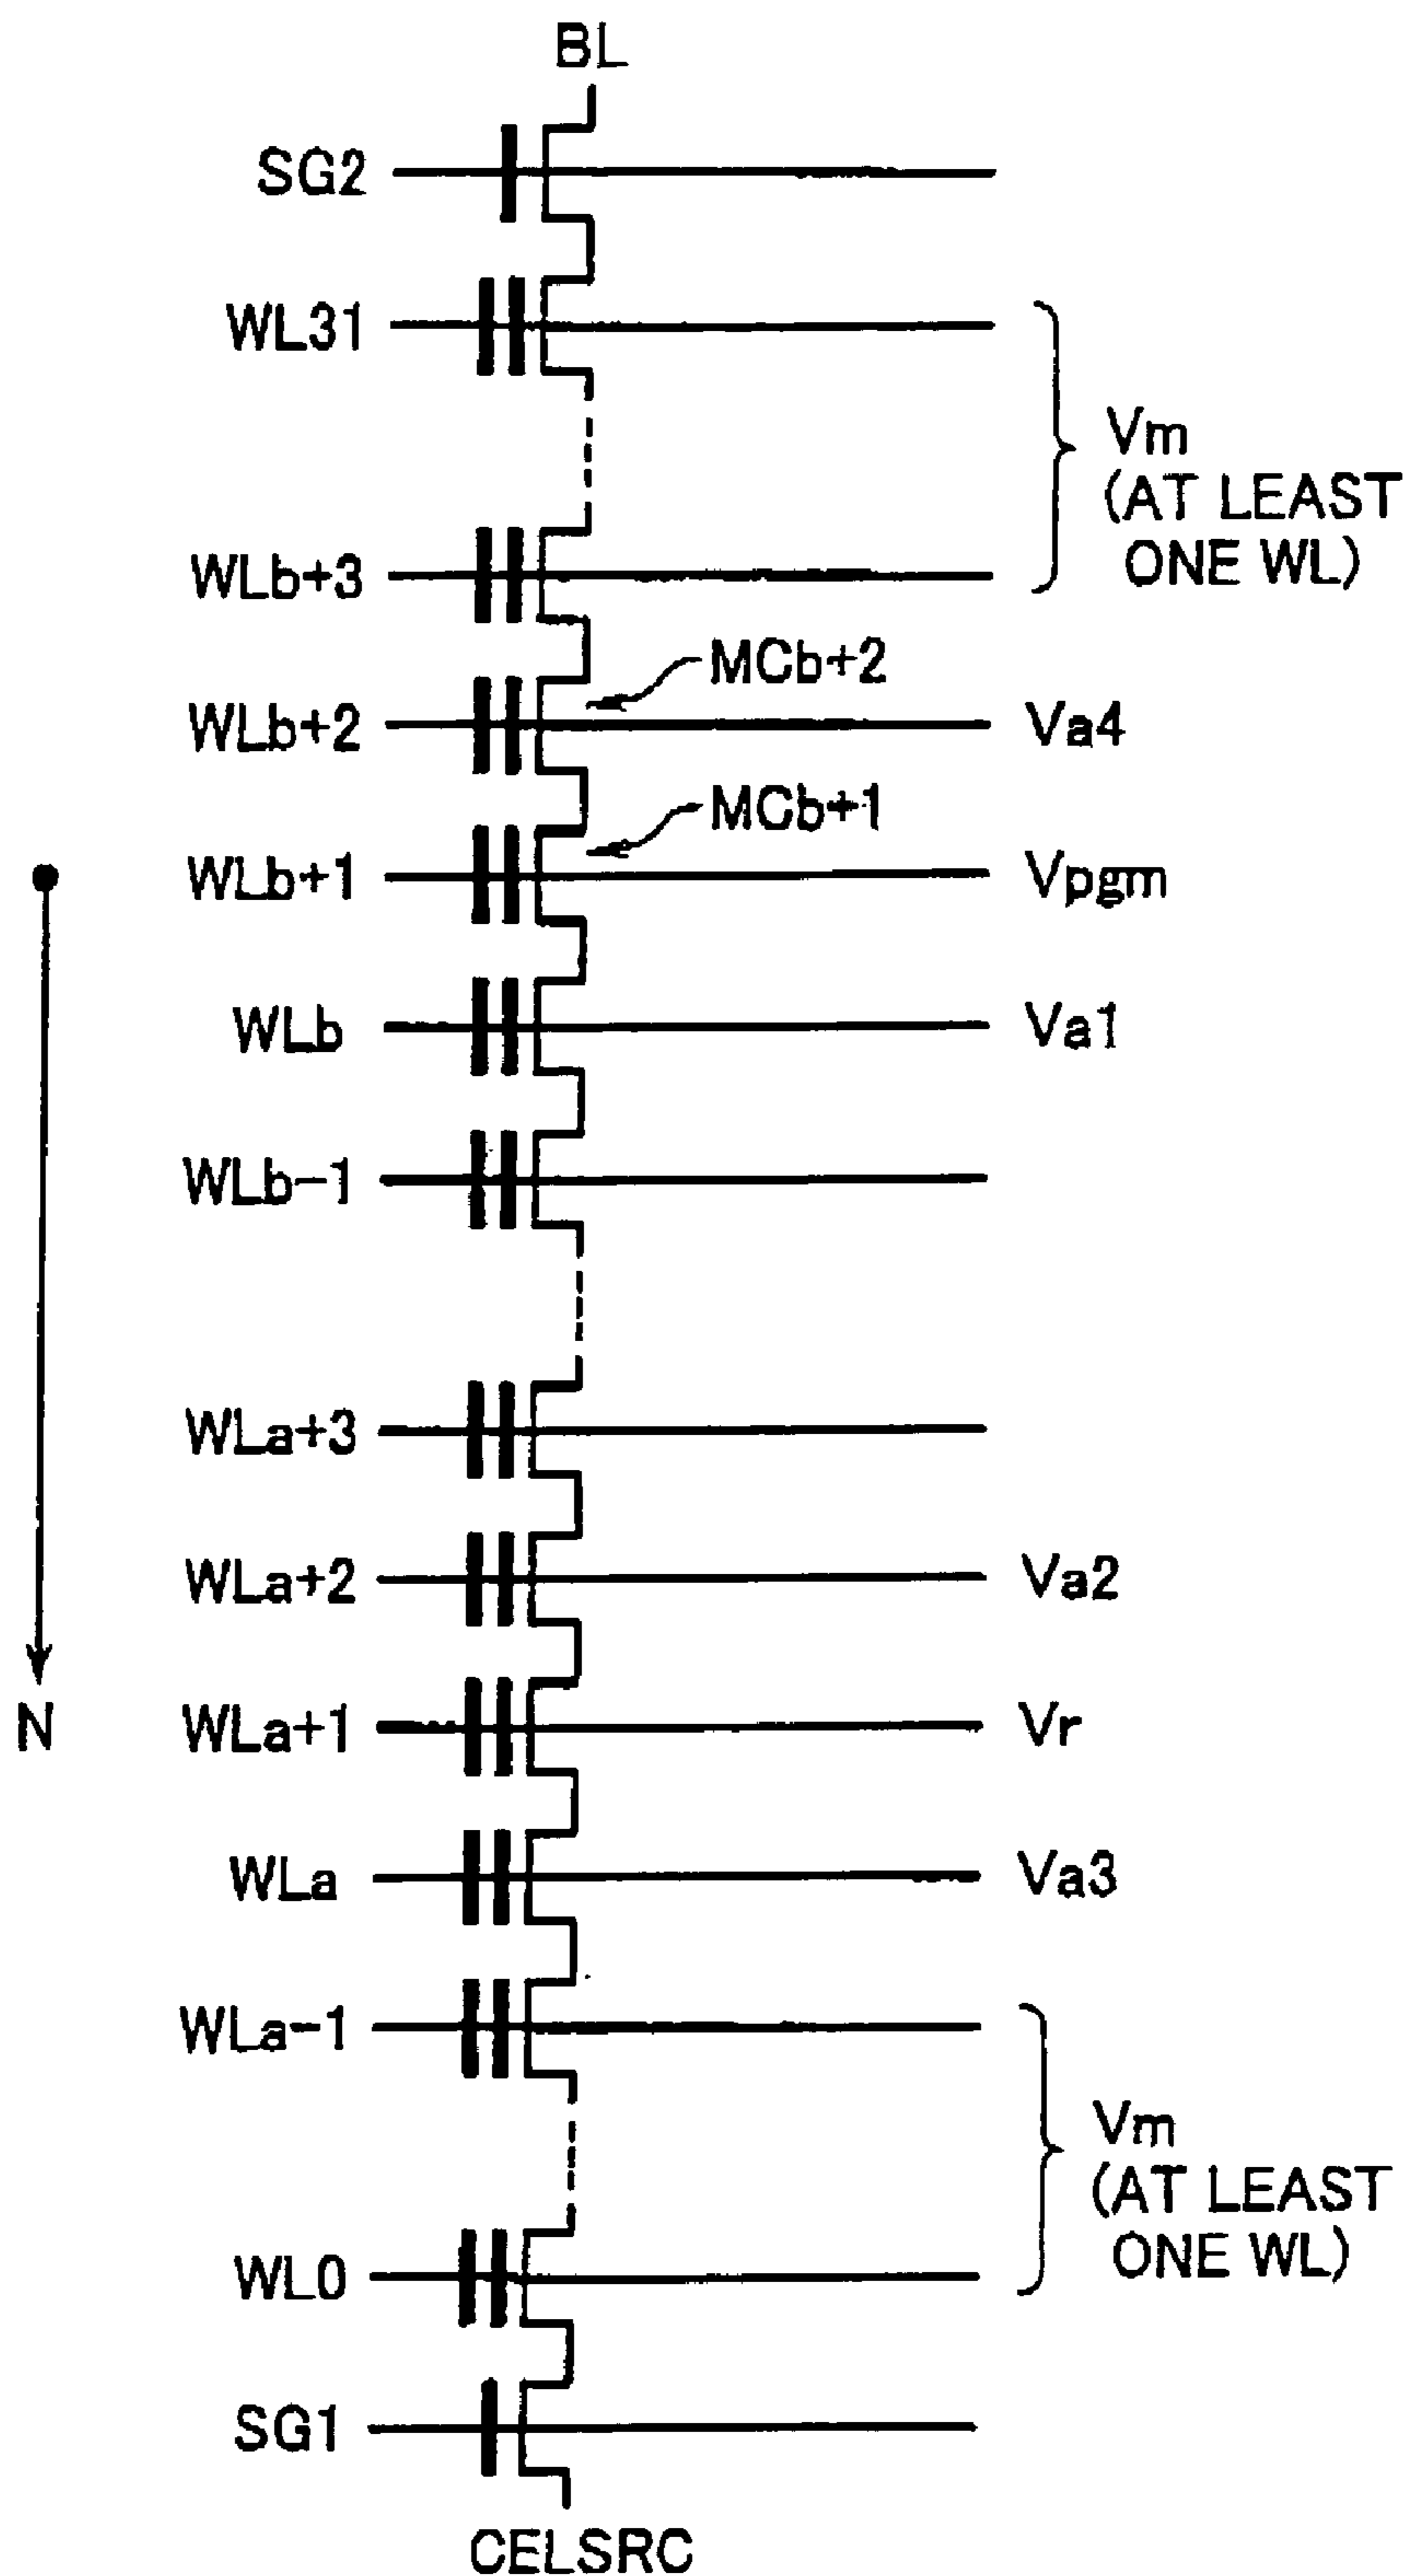 BL
SG2
WL31
Vm
(AT LEAST
ONE WL)
WLb+3
MCb+2
WLb+2 Va4
MCb+1
WLb+1 Vpgm
WLb Va1
WLb-1
WLa+3
WLa+2 Va2
N
WLa+1 Vr
WLa Va3
WLa-1
Vm
(AT LEAST
ONE WL)
WL0
SG1
CELSRC